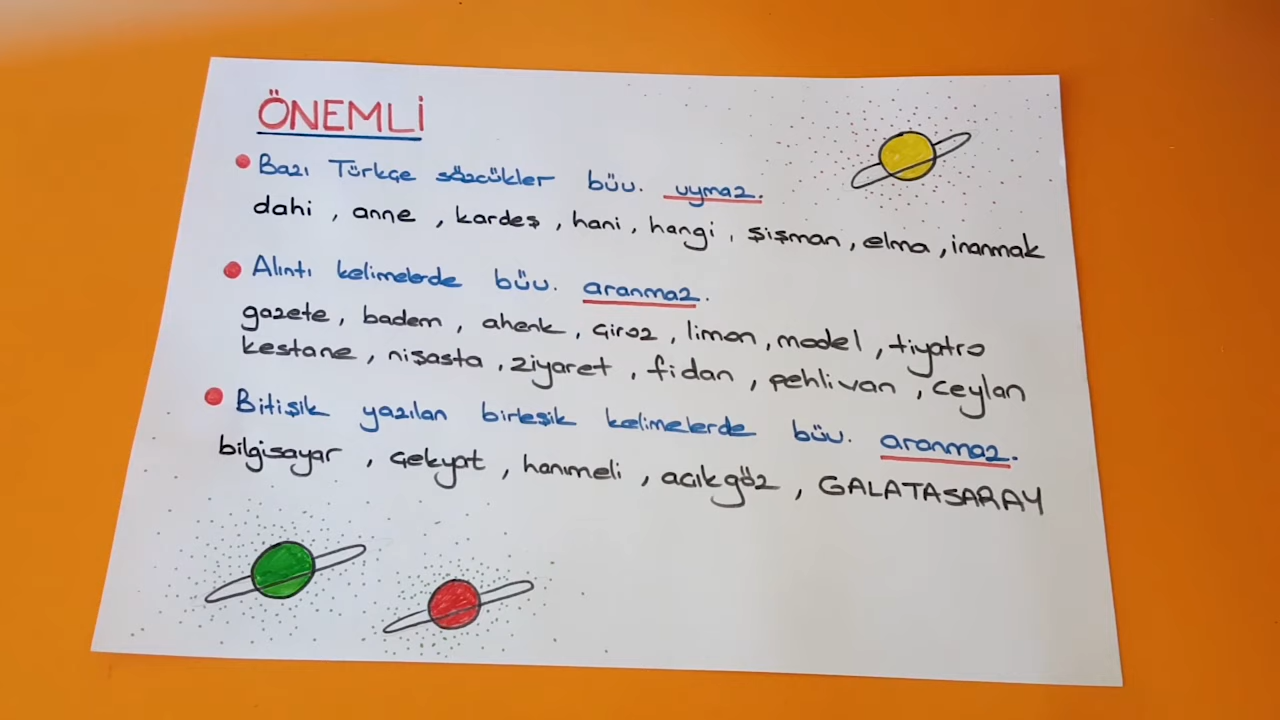 ÖNEMLİ
Bazı Türkçe sözcükler büu. uymaz.
dahi, anne, kardeş, hani, hangi, şişman, elma, inanmak
Alıntı kelimelerde büu. aranmaz.
gazete, badem, ahenk, çiroz, limon, model, tiyatro
kestane, nişasta, ziyaret, fidan, pehlivan, ceylan
Bitişik yazılan birleşik kelimelerde büu. aranmaz.
bilgisayar, çekyat, hanımeli, açıkgöz, GALATASARAY